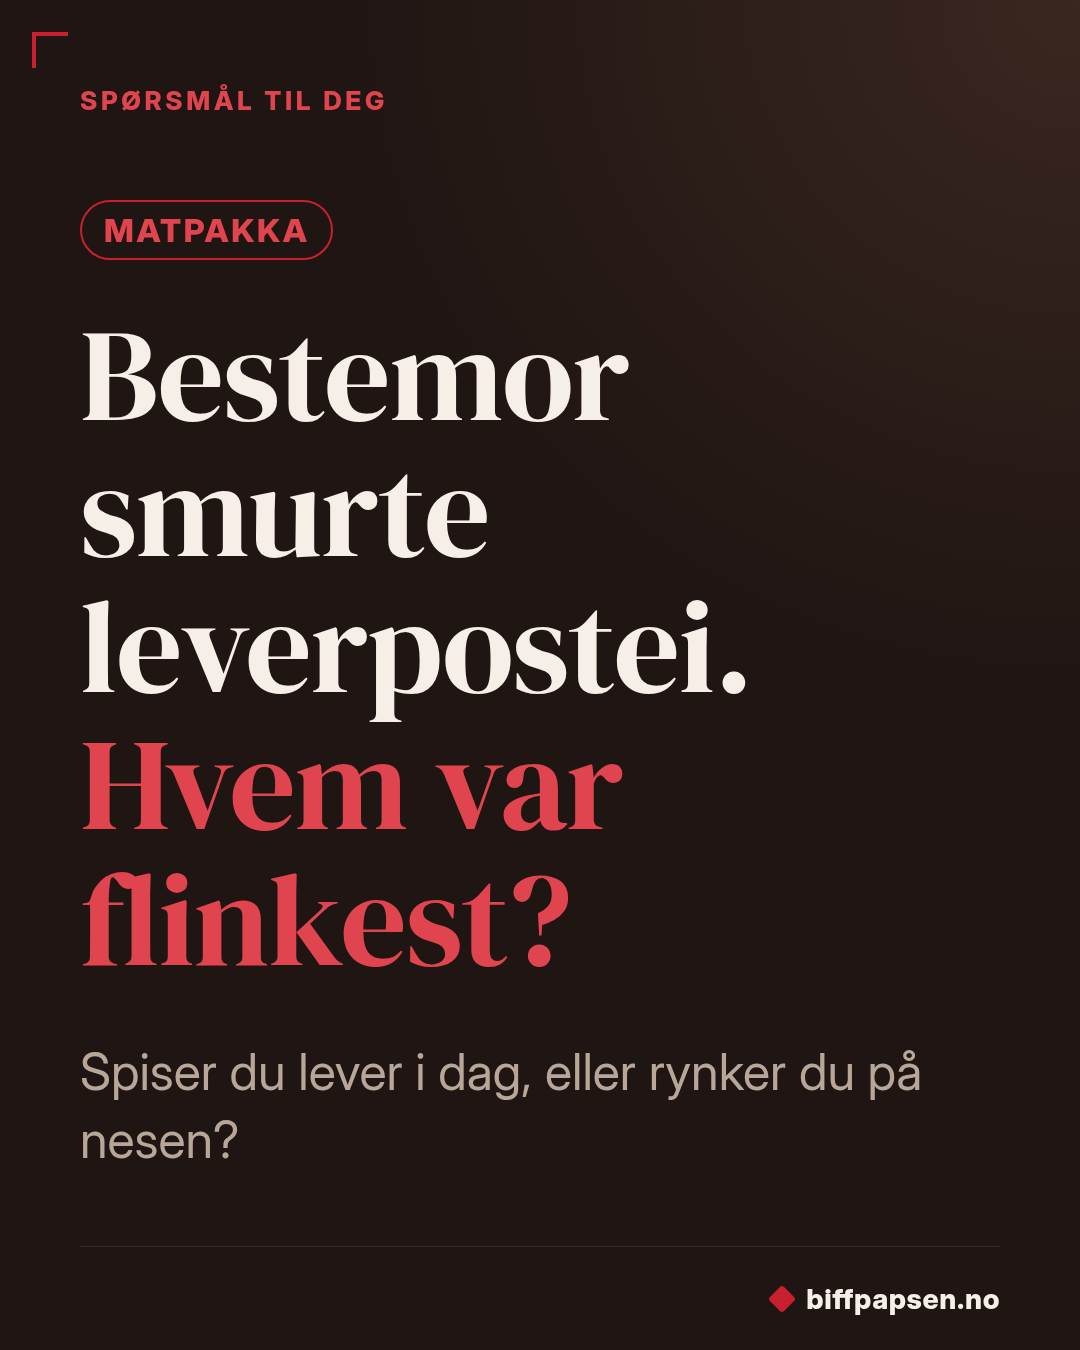 SPØRSMÅL TIL DEG
MATPAKKA
Bestemor
smurte
leverpostei.
Hvem var
flinkest?
Spiser du lever i dag, eller rynker du på
nesen?
biffpapsen.no